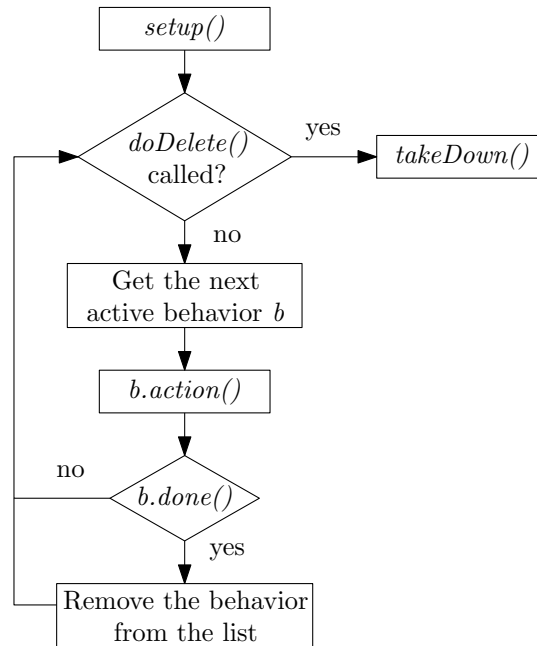 setup()
doDelete()
called?
yes
takeDown()
no
Get the next
active behavior b
b.action()
no
b.done()
yes
Remove the behavior
from the list